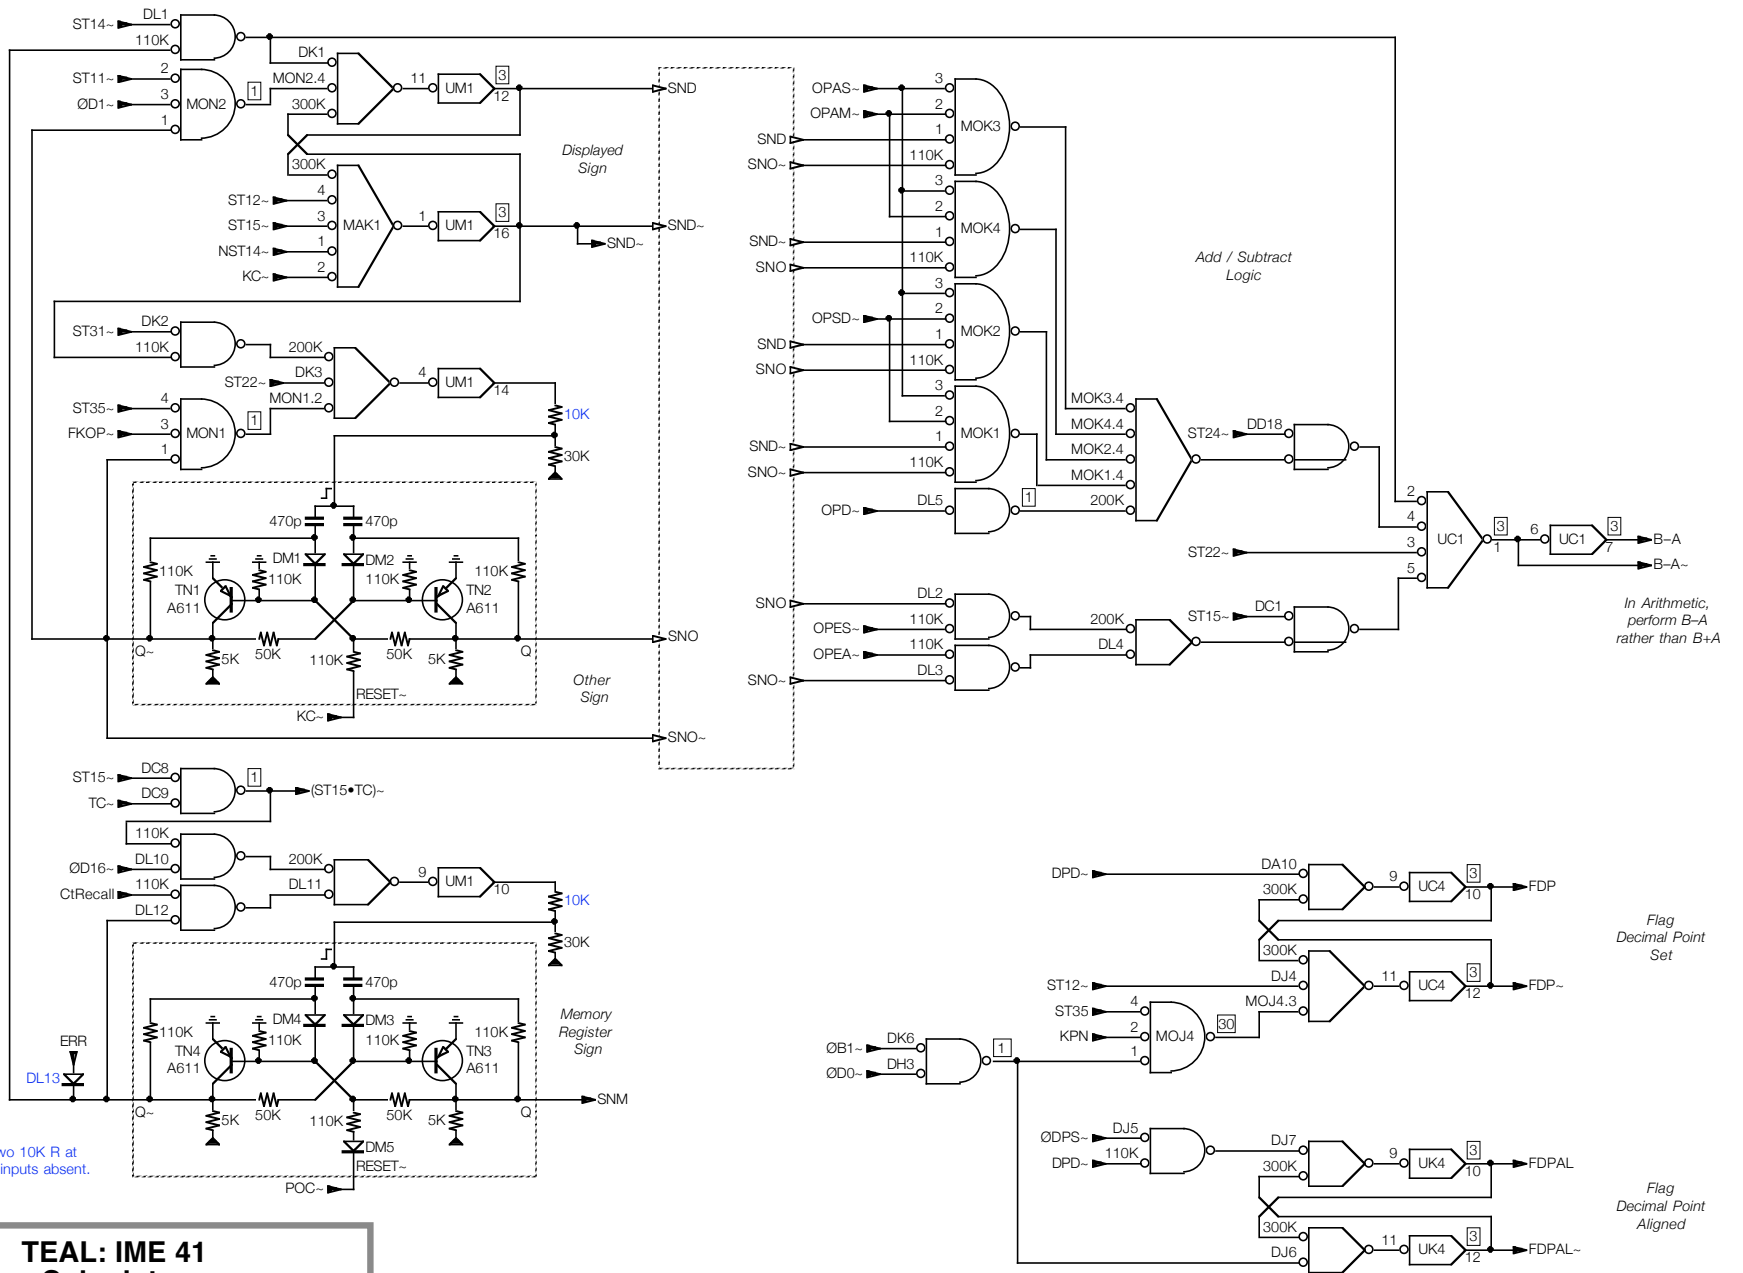 ST14~
DL1
110K
ST11~
2
ØD1~
3
MON2
1
1
DK1
MON2.4
300K
11
UM1
3
12
SND
300K
ST12~
4
ST15~
3
MAK1
NST14~
1
KC~
2
1
UM1
3
16
SND~
SND~
Displayed
Sign
ST31~
DK2
110K
200K
ST22~
DK3
MON1.2
4
UM1
14
ST35~
4
FKOP~
3
MON1
1
1
10K
30K
470p
470p
110K
DM1
110K
DM2
110K
110K
TN1
A611
TN2
A611
Q~
5K
50K
110K
50K
5K
Q
RESET~
KC~
Other
Sign
SNO
SNO~
OPAS~
3
OPAM~
2
SND
1
SNO~
110K
MOK3
3
2
SND~
1
SNO
110K
MOK4
3
OPSD~
2
SND
1
SNO
110K
MOK2
3
2
SND~
1
SNO~
110K
MOK1
OPD~
DL5
1
MOK3.4
MOK4.4
MOK2.4
MOK1.4
200K
Add / Subtract
Logic
ST24~
DD18
ST22~
2
4
3
5
UC1
3
1
6
UC1
3
7
B–A
B–A~
In Arithmetic,
perform B–A
rather than B+A
SNO
DL2
OPES~
110K
OPEA~
110K
SNO~
DL3
200K
DL4
ST15~
DC1
ST15~
DC8
TC~
DC9
1
(ST15•TC)~
110K
ØD16~
DL10
CtRecall
110K
DL12
200K
DL11
9
UM1
10
10K
30K
470p
470p
110K
DM4
110K
DM3
110K
110K
TN4
A611
TN3
A611
Q~
5K
50K
110K
50K
5K
Q
DM5
RESET~
POC~
Memory
Register
Sign
SNM
ERR
DL13
wo 10K R at
inputs absent.
DPD~
DA10
300K
9
UC4
3
10
FDP
300K
ST12~
DJ4
MOJ4.3
11
UC4
3
12
FDP~
Flag
Decimal Point
Set
ST35
4
KPN
2
1
MOJ4
30
ØB1~
DK6
ØD0~
DH3
1
ØDPS~
DJ5
DPD~
110K
DJ7
300K
9
UK4
3
10
FDPAL
300K
DJ6
11
UK4
3
12
FDPAL~
Flag
Decimal Point
Aligned
TEAL: IME 41